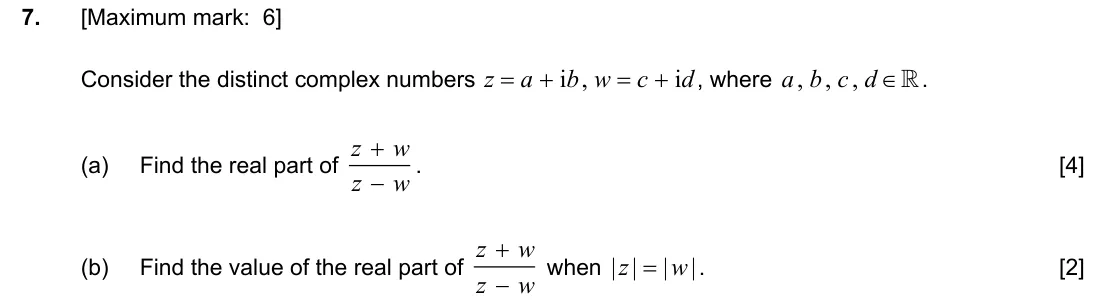 7. [Maximum mark: 6]
Consider the distinct complex numbers z = a + ib, w = c + id, where a, b, c, d ∈ ℝ.
(a) Find the real part of (z + w)/(z − w). [4]
(b) Find the value of the real part of (z + w)/(z − w) when |z| = |w|. [2]